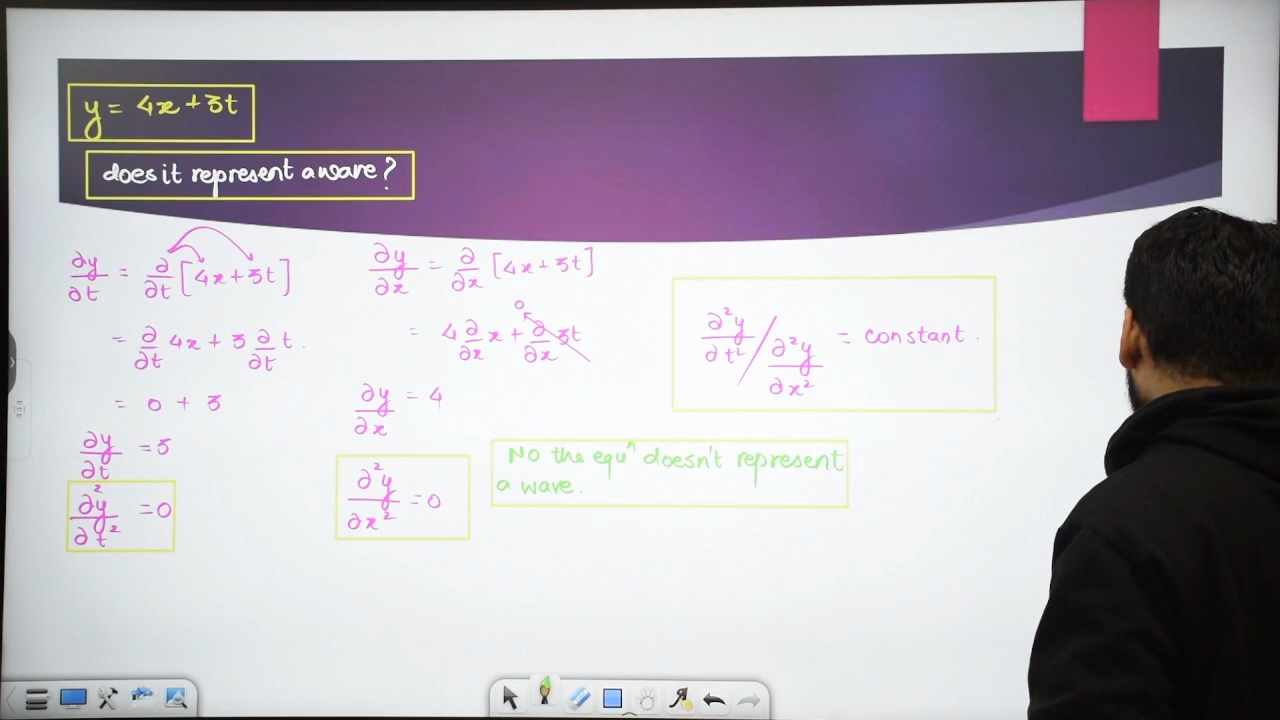 y = 4x + 3t
does it represent a wave?
∂y/∂t = ∂/∂t [4x + 3t]
= ∂/∂t 4x + 3 ∂/∂t t.
= 0 + 3
∂y/∂t = 3
∂²y/∂t² = 0
∂y/∂x = ∂/∂x [4x + 3t]
0
= 4 ∂/∂x x + ∂/∂x 3t
∂y/∂x = 4
∂²y/∂x² = 0
∂²y/∂t² / ∂²y/∂x² = constant.
No the equⁿ doesn't represent
a wave.